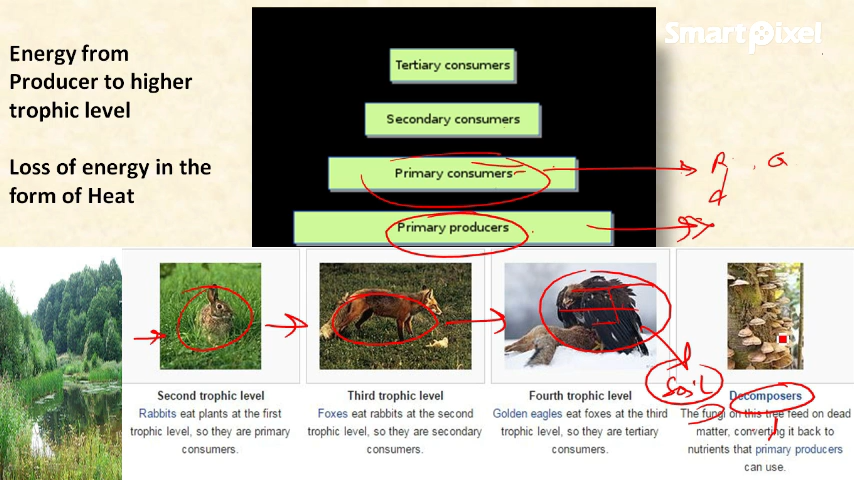 Energy from
Producer to higher
trophic level
Loss of energy in the
form of Heat
SmartPixel
Tertiary consumers
Secondary consumers
Primary consumers
Primary producers
Second trophic level
Rabbits eat plants at the first
trophic level, so they are primary
consumers.
Third trophic level
Foxes eat rabbits at the second
trophic level, so they are secondary
consumers.
Fourth trophic level
Golden eagles eat foxes at the third
trophic level, so they are tertiary
consumers.
Soil
Decomposers
The fungi on this tree feed on dead
matter, converting it back to
nutrients that primary producers
can use.